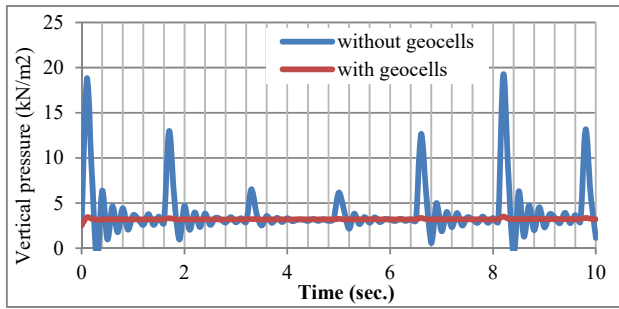 Vertical pressure (kN/m2)
25
20
15
10
5
0
without geocells
with geocells
0 2 4 6 8 10
Time (sec.)